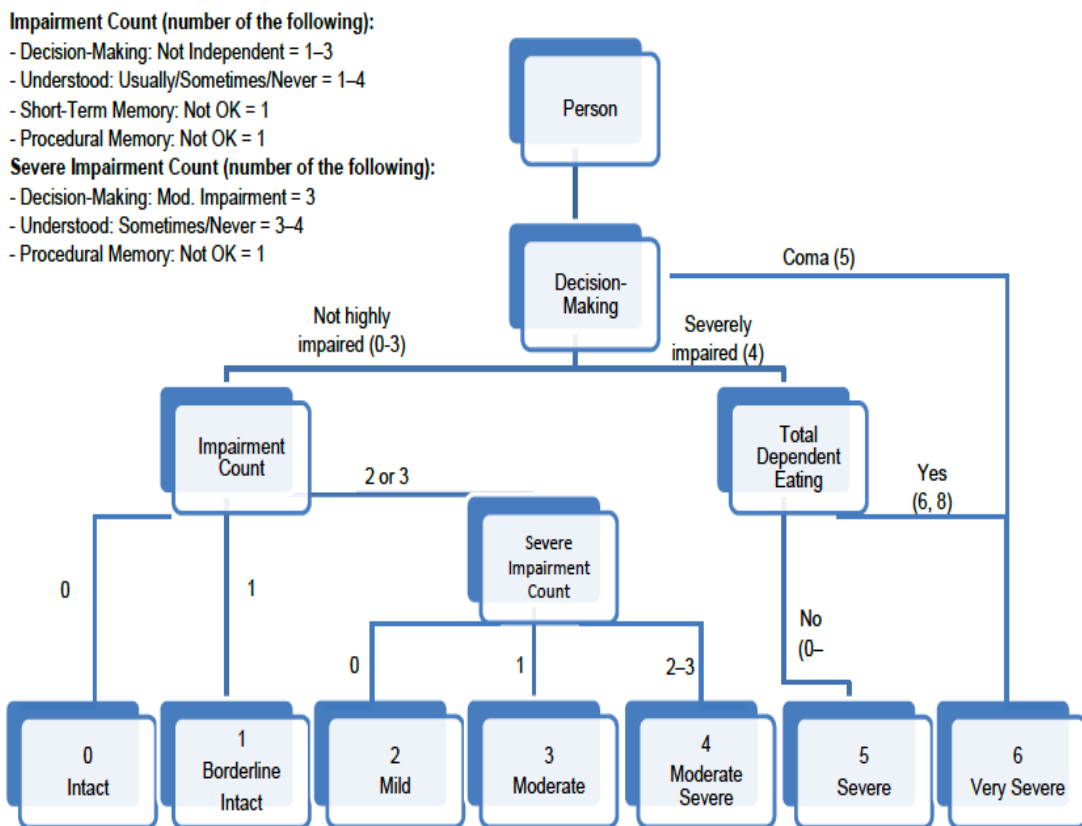 Impairment Count (number of the following):
- Decision-Making: Not Independent = 1–3
- Understood: Usually/Sometimes/Never = 1–4
- Short-Term Memory: Not OK = 1
- Procedural Memory: Not OK = 1
Severe Impairment Count (number of the following):
- Decision-Making: Mod. Impairment = 3
- Understood: Sometimes/Never = 3–4
- Procedural Memory: Not OK = 1
Person
Decision-
Making
Coma (5)
Not highly
impaired (0-3)
Severely
impaired (4)
Impairment
Count
Total
Dependent
Eating
2 or 3
Yes
(6, 8)
Severe
Impairment
Count
0
1
No
(0–
0
1
2–3
0
Intact
1
Borderline
Intact
2
Mild
3
Moderate
4
Moderate
Severe
5
Severe
6
Very Severe